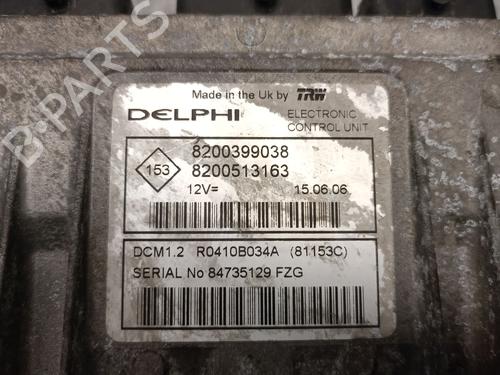 Made in the Uk by TRW
DELPHI ELECTRONIC CONTROL UNIT
153
8200399038
8200513163
12V= 15.06.06
DCM1.2 R0410B034A (81153C)
SERIAL No 84735129 FZG
B-PARTS